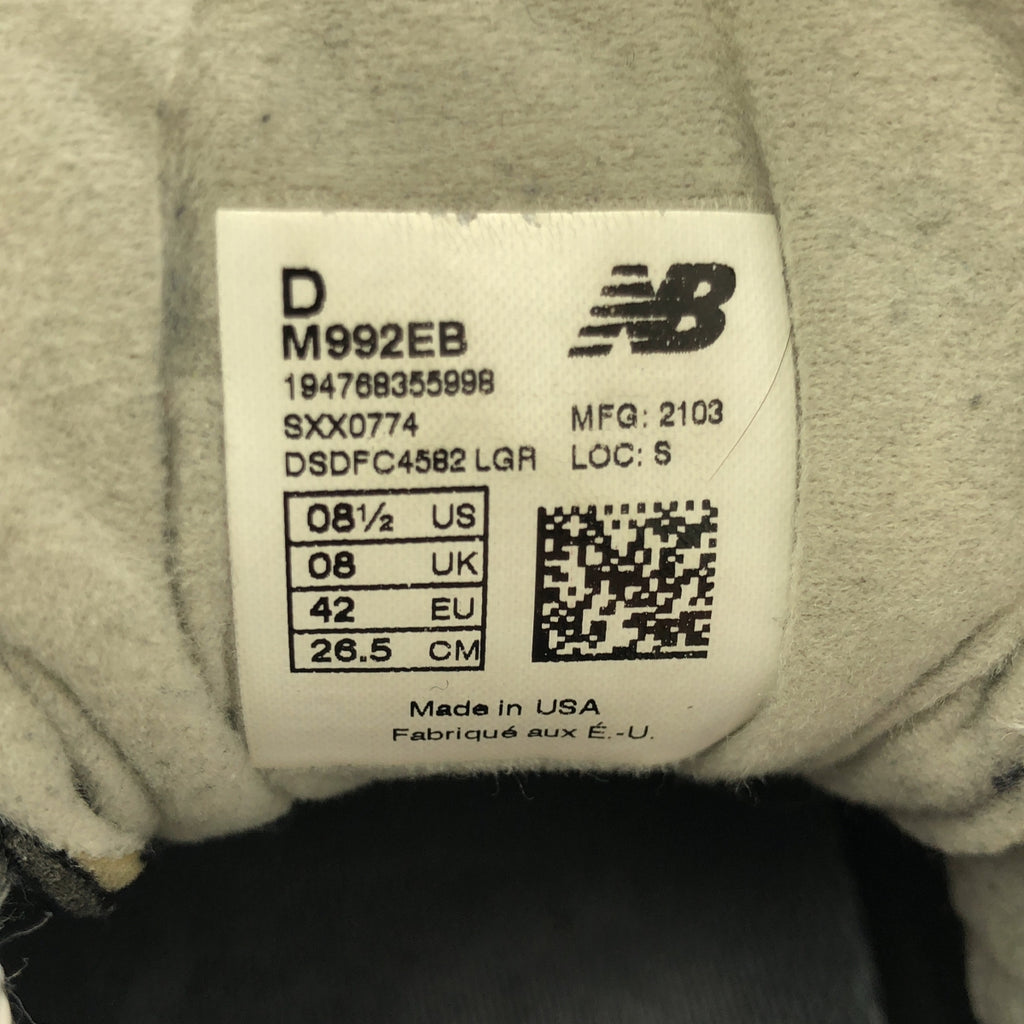 D
NB
M992EB
194768355998
SXX0774
MFG: 2103
DSDFC4582 LGR
LOC: S
08½ US
08 UK
42 EU
26.5 CM
Made in USA
Fabriqué aux É.-U.